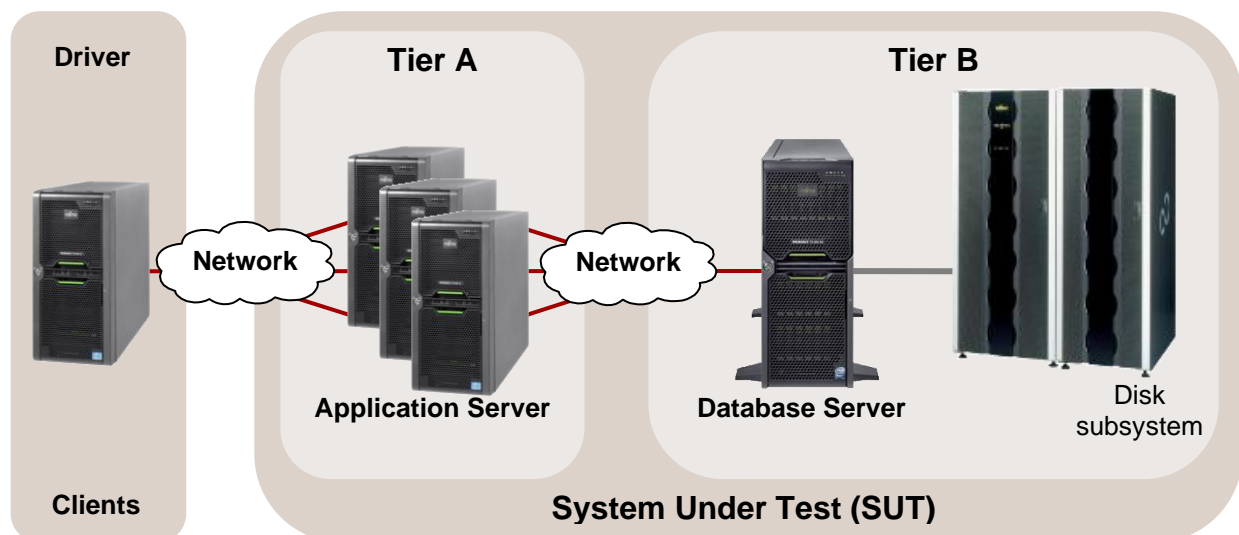 Driver
Clients
Tier A
Tier B
Network
Network
Application Server
Database Server
Disk
subsystem
System Under Test (SUT)